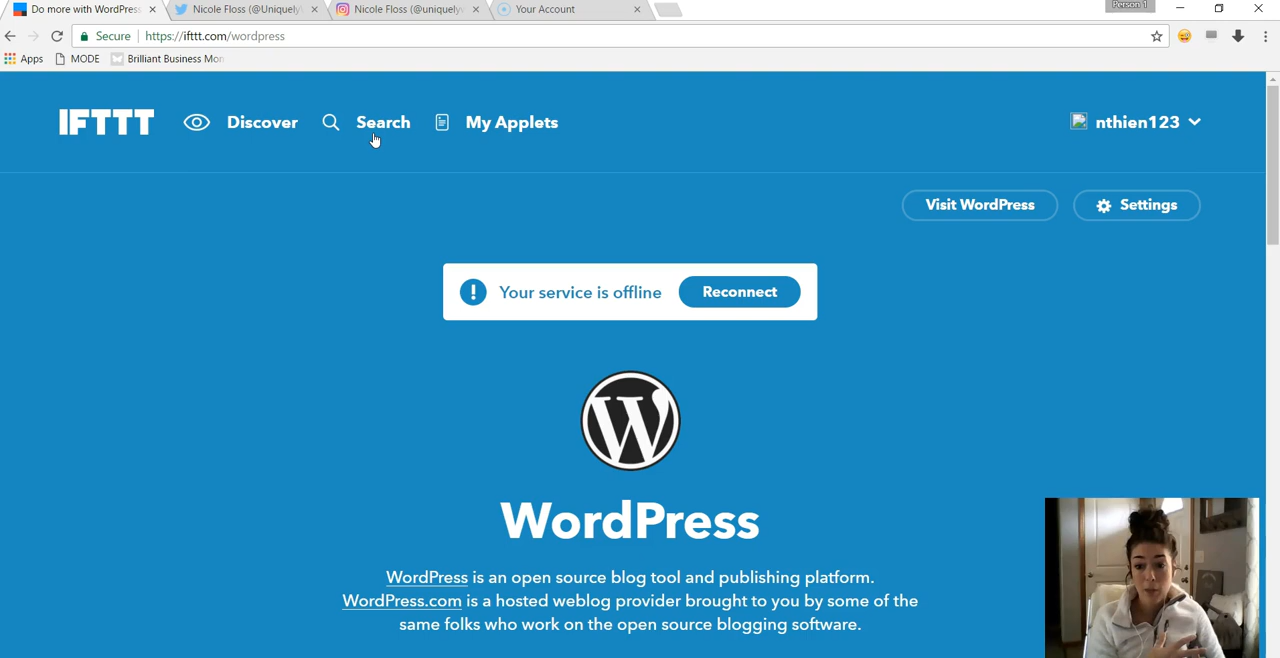 Do more with WordPress
Nicole Floss (@Uniquely
Nicole Floss (@uniquely
Your Account
Person 1
Secure
https://ifttt.com/wordpress
Apps
MODE
Brilliant Business Mom
IFTTT
Discover
Search
My Applets
nthien123
Visit WordPress
Settings
! Your service is offline
Reconnect
W
WordPress
WordPress is an open source blog tool and publishing platform.
WordPress.com is a hosted weblog provider brought to you by some of the
same folks who work on the open source blogging software.